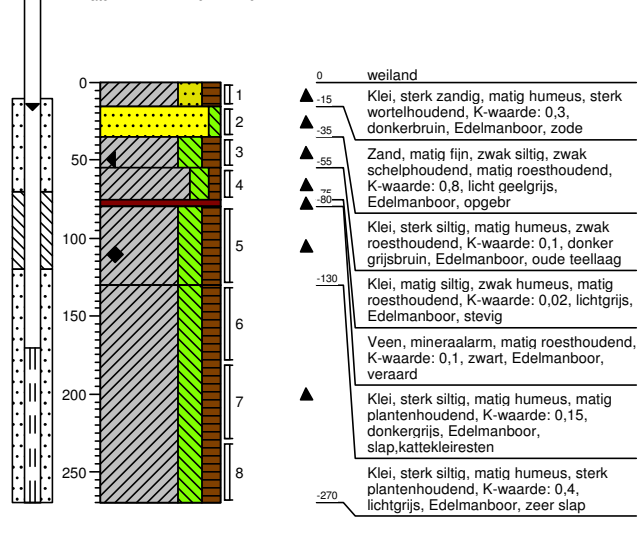 0
50
100
150
200
250
1
2
3
4
5
6
7
8
0 weiland
-15
Klei, sterk zandig, matig humeus, sterk
wortelhoudend, K-waarde: 0,3,
donkerbruin, Edelmanboor, zode
-35
Zand, matig fijn, zwak siltig, zwak
schelphoudend, matig roesthoudend,
K-waarde: 0,8, licht geelgrijs,
Edelmanboor, opgebr
-55
Klei, sterk siltig, matig humeus, zwak
roesthoudend, K-waarde: 0,1, donker
grijsbruin, Edelmanboor, oude teellaag
-75
Klei, matig siltig, zwak humeus, matig
roesthoudend, K-waarde: 0,02, lichtgrijs,
Edelmanboor, stevig
-80
Veen, mineraalarm, matig roesthoudend,
K-waarde: 0,1, zwart, Edelmanboor,
veraard
-130
Klei, sterk siltig, matig humeus, matig
plantenhoudend, K-waarde: 0,15,
donkergrijs, Edelmanboor,
slap,kattekleiresten
-270
Klei, sterk siltig, matig humeus, sterk
plantenhoudend, K-waarde: 0,4,
lichtgrijs, Edelmanboor, zeer slap